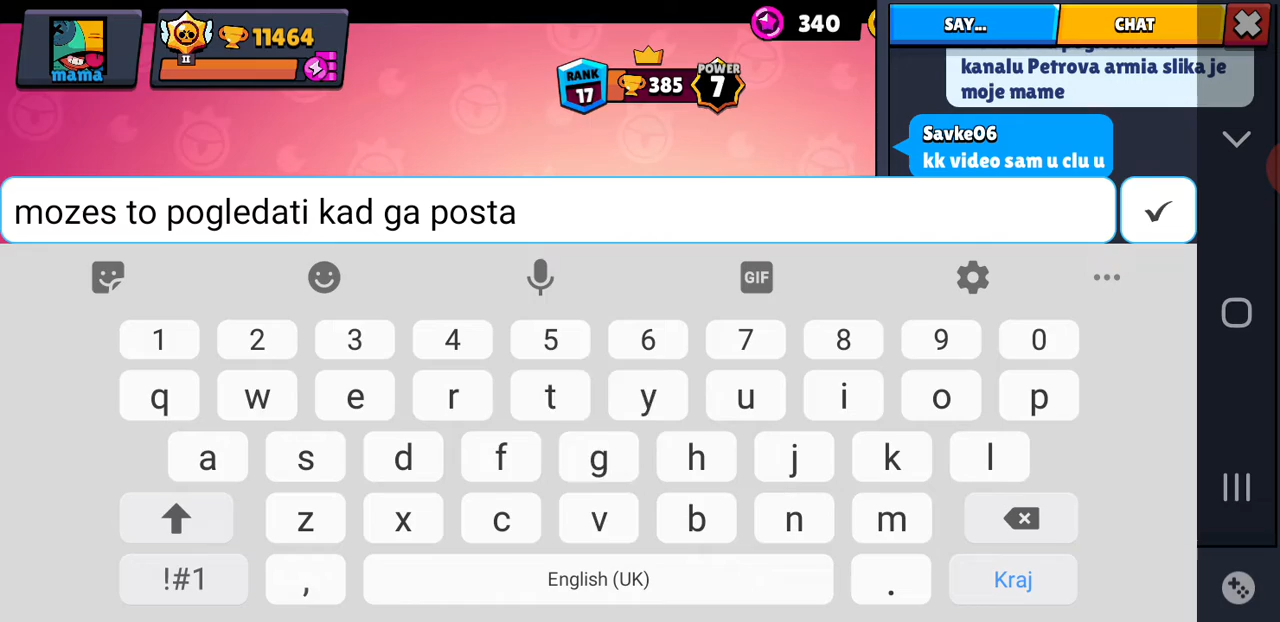 mama
II
11464
RANK
17
385
POWER
7
340
SAY...
CHAT
kanalu Petrova armia slika je
moje mame
Savke06
kk video sam u clu u
mozes to pogledati kad ga posta
GIF
1 2 3 4 5 6 7 8 9 0
q w e r t y u i o p
a s d f g h j k l
z x c v b n m
!#1 , English (UK) . Kraj